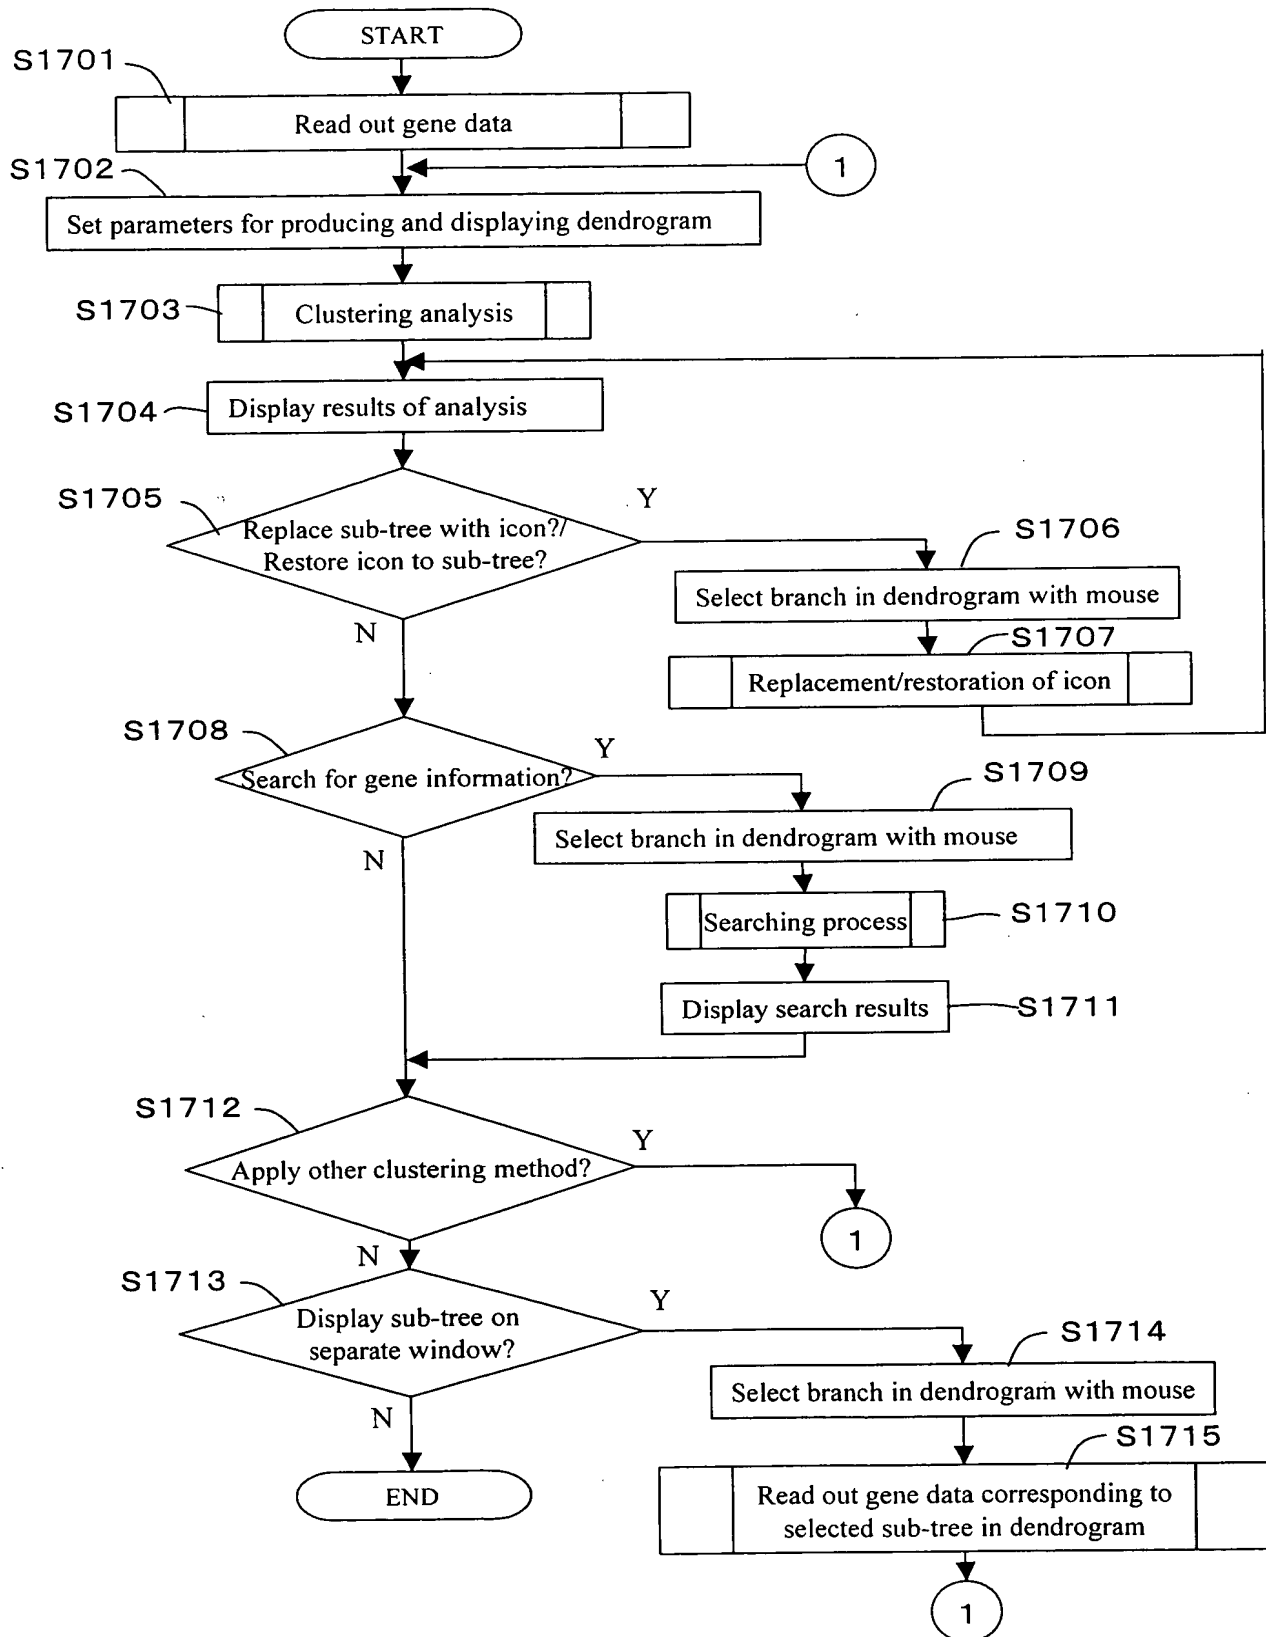 START
S1701
Read out gene data
1
S1702
Set parameters for producing and displaying dendrogram
S1703
Clustering analysis
S1704
Display results of analysis
S1705
Y
Replace sub-tree with icon?/
Restore icon to sub-tree?
N
S1706
Select branch in dendrogram with mouse
S1707
Replacement/restoration of icon
S1708
Y
Search for gene information?
N
S1709
Select branch in dendrogram with mouse
Searching process
S1710
Display search results
S1711
S1712
Y
Apply other clustering method?
1
N
S1713
Y
Display sub-tree on
separate window?
N
S1714
Select branch in dendrogram with mouse
S1715
Read out gene data corresponding to
selected sub-tree in dendrogram
END
1